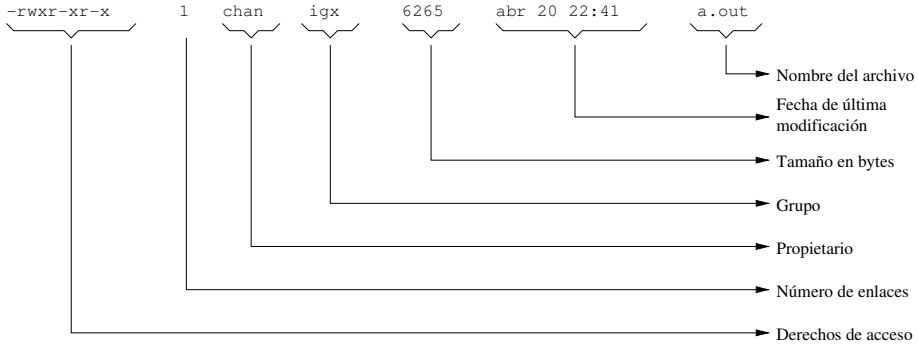 -rwxr-xr-x 1 chan igx 6265 abr 20 22:41 a.out
Nombre del archivo
Fecha de última
modificación
Tamaño en bytes
Grupo
Propietario
Número de enlaces
Derechos de acceso